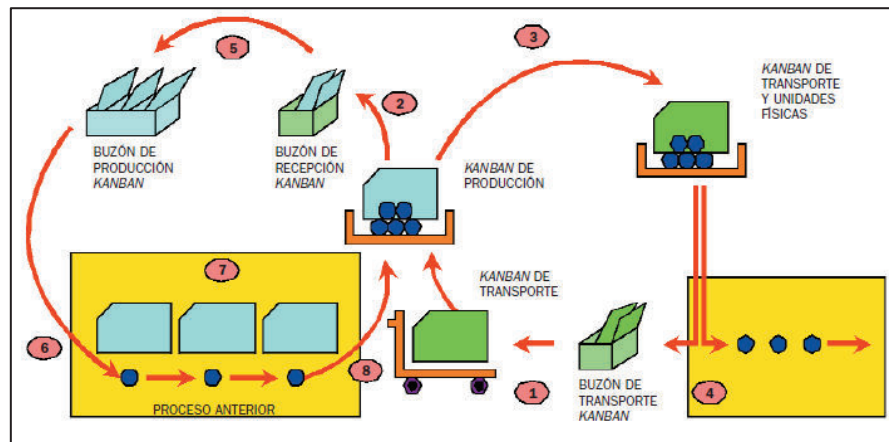 5
3
2
KANBAN DE
TRANSPORTE
Y UNIDADES
FÍSICAS
BUZÓN DE
PRODUCCIÓN
KANBAN
BUZÓN DE
RECEPCIÓN
KANBAN
KANBAN DE
PRODUCCIÓN
7
KANBAN DE
TRANSPORTE
6
8
1
4
PROCESO ANTERIOR
BUZÓN DE
TRANSPORTE
KANBAN